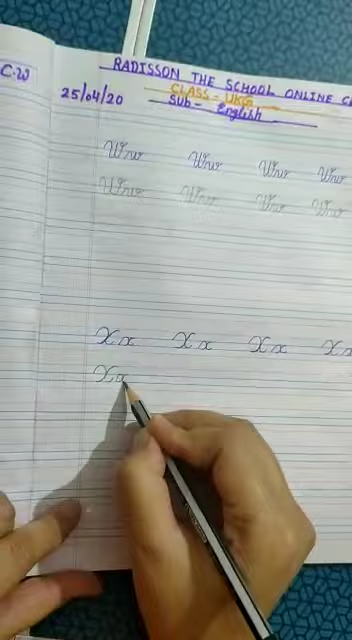 RADISSON THE SCHOOL ONLINE C
C.W
CLASS - UKG
25/04/20
SUB - English
Ww Ww Ww Ww
Ww Ww Ww Ww
Xx Xx Xx Xx
Xx